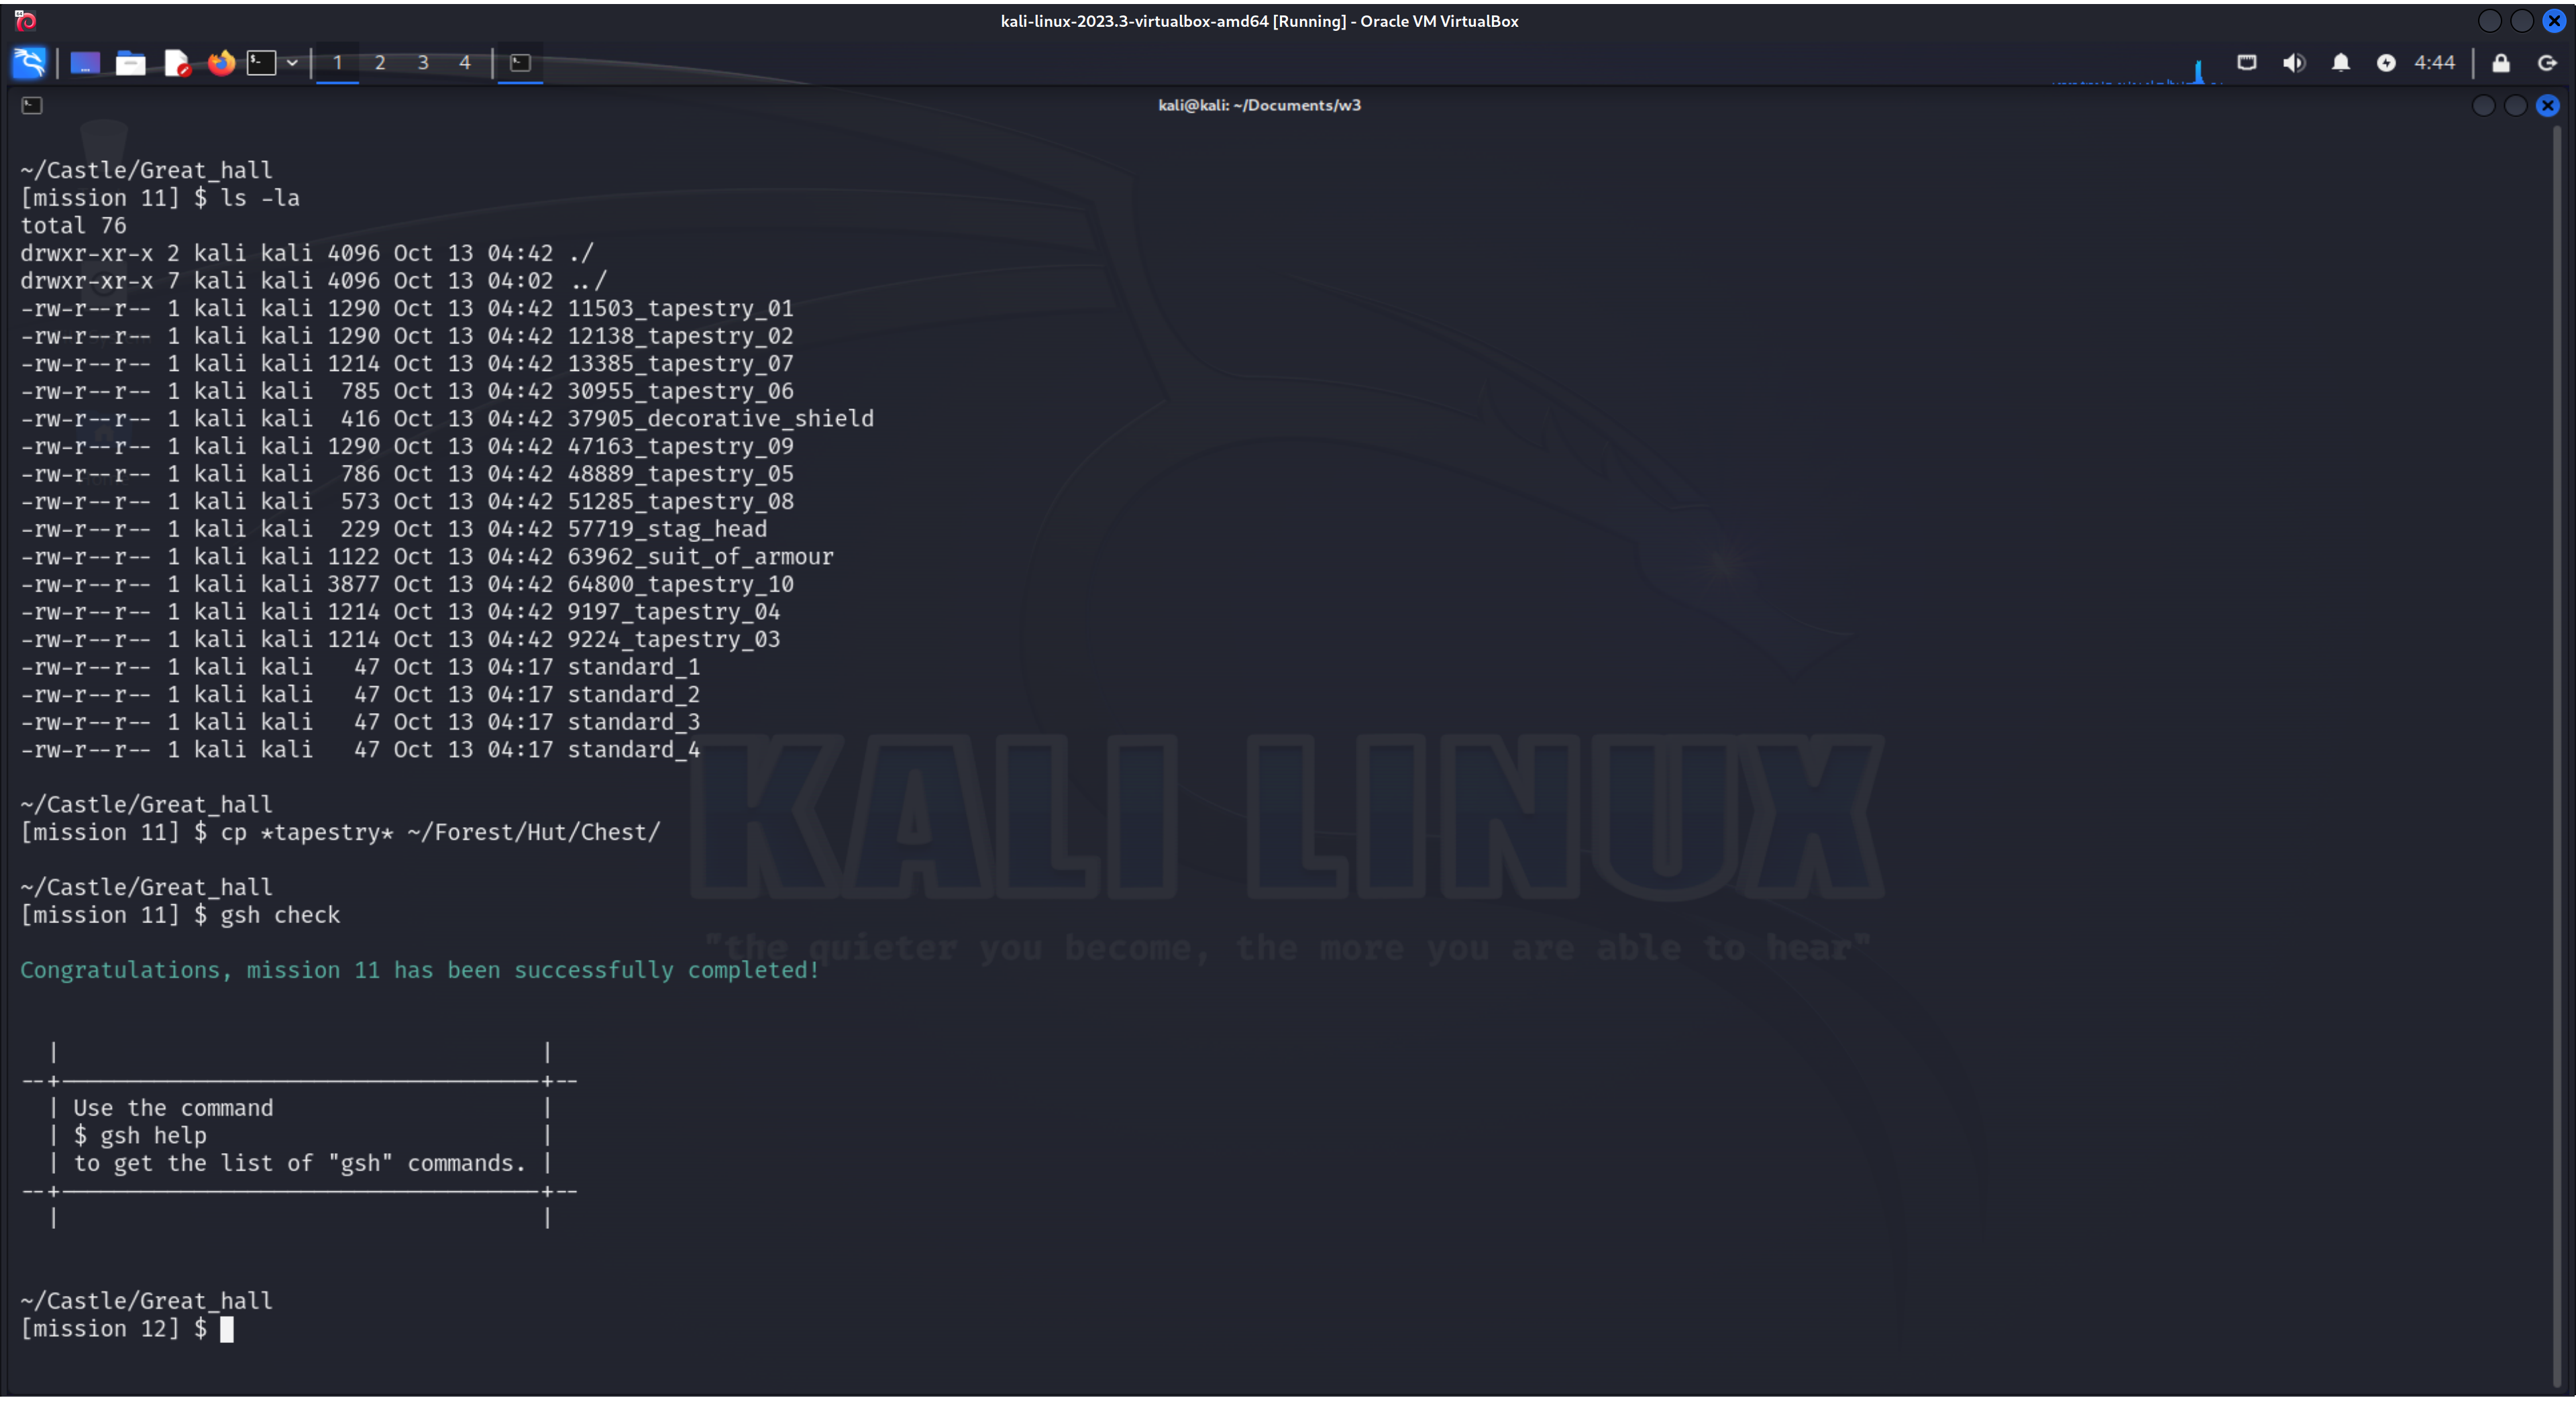 kali-linux-2023.3-virtualbox-amd64 [Running] - Oracle VM VirtualBox
1 2 3 4 4:44
kali@kali: ~/Documents/w3
~/Castle/Great_hall
[mission 11] $ ls -la
total 76
drwxr-xr-x 2 kali kali 4096 Oct 13 04:42 ./
drwxr-xr-x 7 kali kali 4096 Oct 13 04:02 ../
-rw-r--r-- 1 kali kali 1290 Oct 13 04:42 11503_tapestry_01
-rw-r--r-- 1 kali kali 1290 Oct 13 04:42 12138_tapestry_02
-rw-r--r-- 1 kali kali 1214 Oct 13 04:42 13385_tapestry_07
-rw-r--r-- 1 kali kali  785 Oct 13 04:42 30955_tapestry_06
-rw-r--r-- 1 kali kali  416 Oct 13 04:42 37905_decorative_shield
-rw-r--r-- 1 kali kali 1290 Oct 13 04:42 47163_tapestry_09
-rw-r--r-- 1 kali kali  786 Oct 13 04:42 48889_tapestry_05
-rw-r--r-- 1 kali kali  573 Oct 13 04:42 51285_tapestry_08
-rw-r--r-- 1 kali kali  229 Oct 13 04:42 57719_stag_head
-rw-r--r-- 1 kali kali 1122 Oct 13 04:42 63962_suit_of_armour
-rw-r--r-- 1 kali kali 3877 Oct 13 04:42 64800_tapestry_10
-rw-r--r-- 1 kali kali 1214 Oct 13 04:42 9197_tapestry_04
-rw-r--r-- 1 kali kali 1214 Oct 13 04:42 9224_tapestry_03
-rw-r--r-- 1 kali kali   47 Oct 13 04:17 standard_1
-rw-r--r-- 1 kali kali   47 Oct 13 04:17 standard_2
-rw-r--r-- 1 kali kali   47 Oct 13 04:17 standard_3
-rw-r--r-- 1 kali kali   47 Oct 13 04:17 standard_4
~/Castle/Great_hall
[mission 11] $ cp *tapestry* ~/Forest/Hut/Chest/
~/Castle/Great_hall
[mission 11] $ gsh check
Congratulations, mission 11 has been successfully completed!
Use the command
$ gsh help
to get the list of "gsh" commands.
~/Castle/Great_hall
[mission 12] $
KALI LINUX
"the quieter you become, the more you are able to hear"